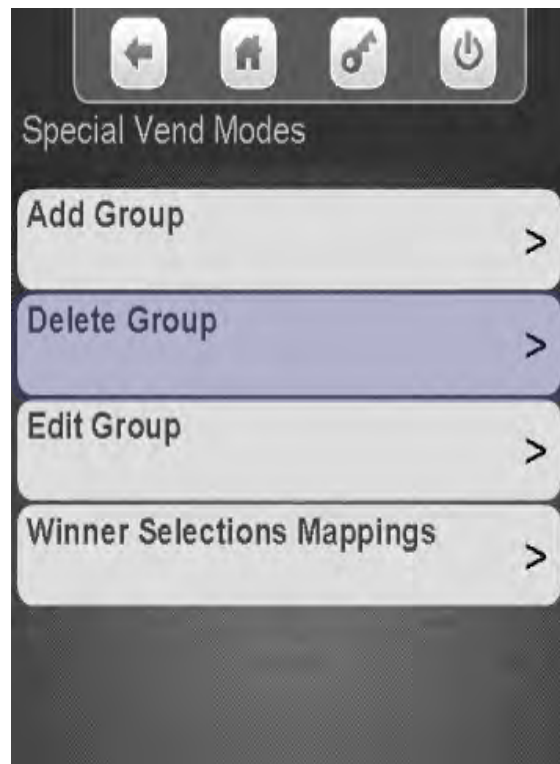 Special Vend Modes
Add Group
>
Delete Group
>
Edit Group
>
Winner Selections Mappings
>